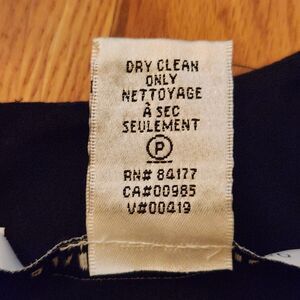 DRY CLEAN
ONLY
NETTOYAGE
À SEC
SEULEMENT
P
RN# 84177
CA#00985
V#00419